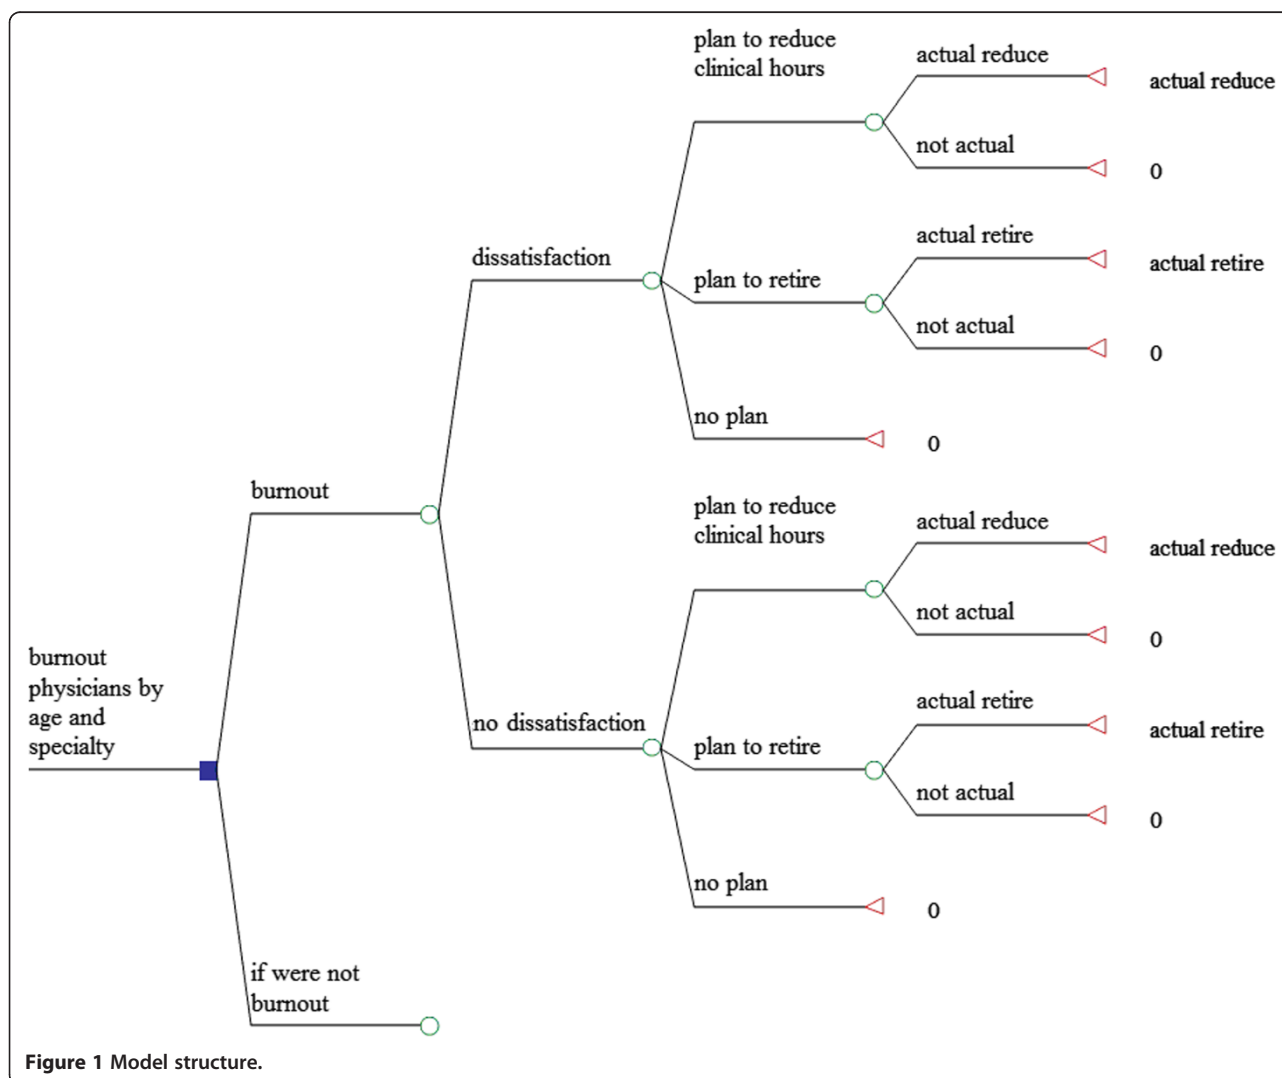 plan to reduce
clinical hours
actual reduce
actual reduce
not actual
0
dissatisfaction
plan to retire
actual retire
actual retire
not actual
0
no plan
0
burnout
plan to reduce
clinical hours
actual reduce
actual reduce
not actual
0
burnout
physicians by
age and
specialty
no dissatisfaction
plan to retire
actual retire
actual retire
not actual
0
no plan
0
if were not
burnout
Figure 1 Model structure.